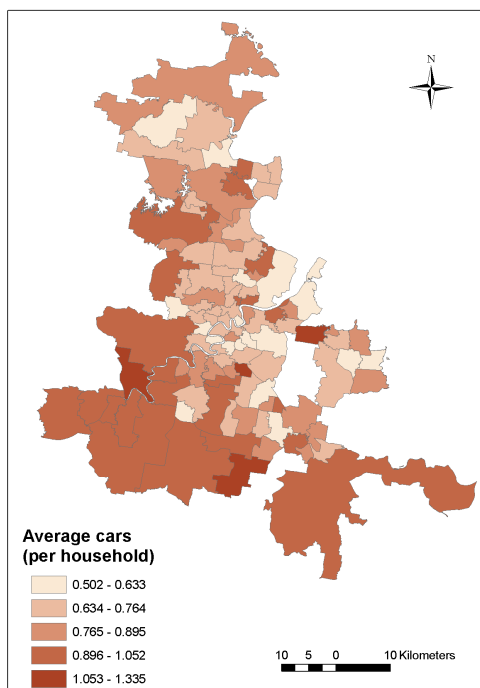 N
Average cars
(per household)
0.502 - 0.633
0.634 - 0.764
0.765 - 0.895
0.896 - 1.052
1.053 - 1.335
10 5 0 10 Kilometers